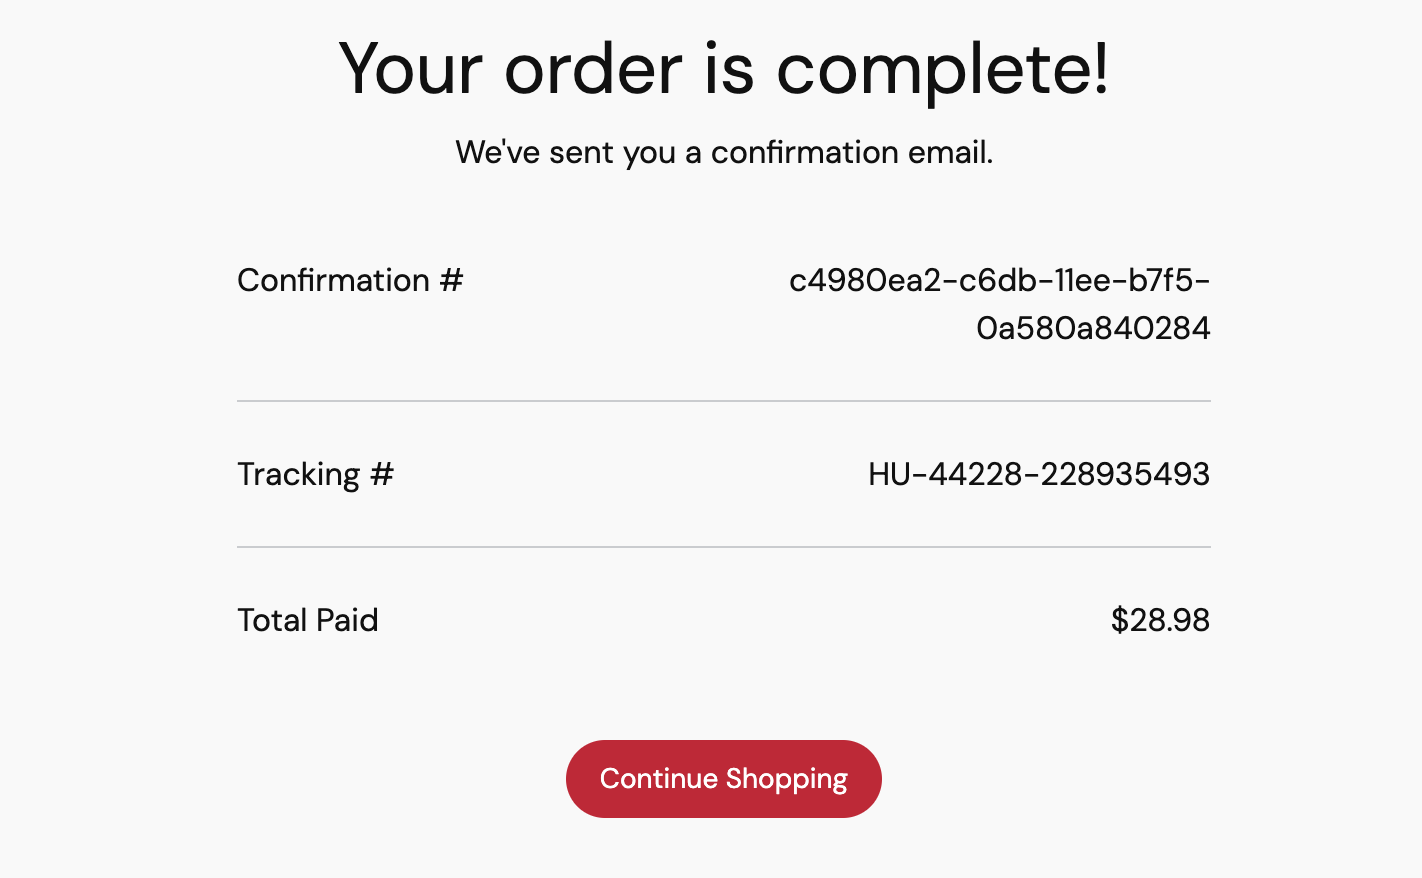 Your order is complete!
We've sent you a confirmation email.
Confirmation #
c4980ea2-c6db-11ee-b7f5-
0a580a840284
Tracking #
HU-44228-228935493
Total Paid
$28.98
Continue Shopping